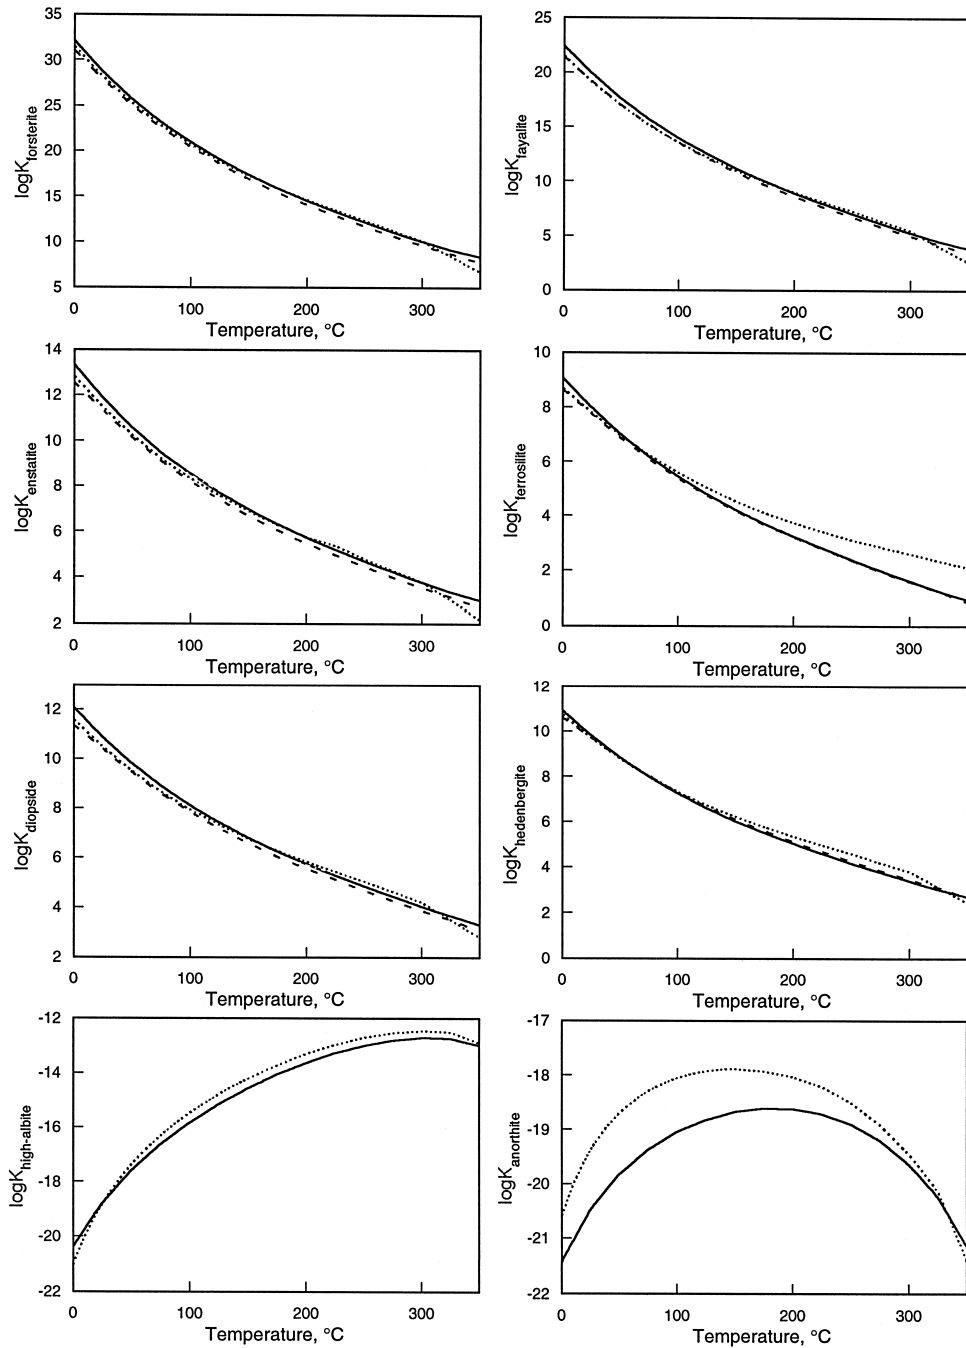 35
30
25
20
15
10
5
logKforsterite
0 100 200 300
Temperature, °C
25
20
15
10
5
0
logKfayalite
0 100 200 300
Temperature, °C
14
12
10
8
6
4
2
logKenstatite
0 100 200 300
Temperature, °C
10
8
6
4
2
0
logKferrosilite
0 100 200 300
Temperature, °C
12
10
8
6
4
2
logKdiopside
0 100 200 300
Temperature, °C
12
10
8
6
4
2
0
logKhedenbergite
0 100 200 300
Temperature, °C
-12
-14
-16
-18
-20
-22
logKhigh-albite
0 100 200 300
Temperature, °C
-17
-18
-19
-20
-21
-22
logKanorthite
0 100 200 300
Temperature, °C